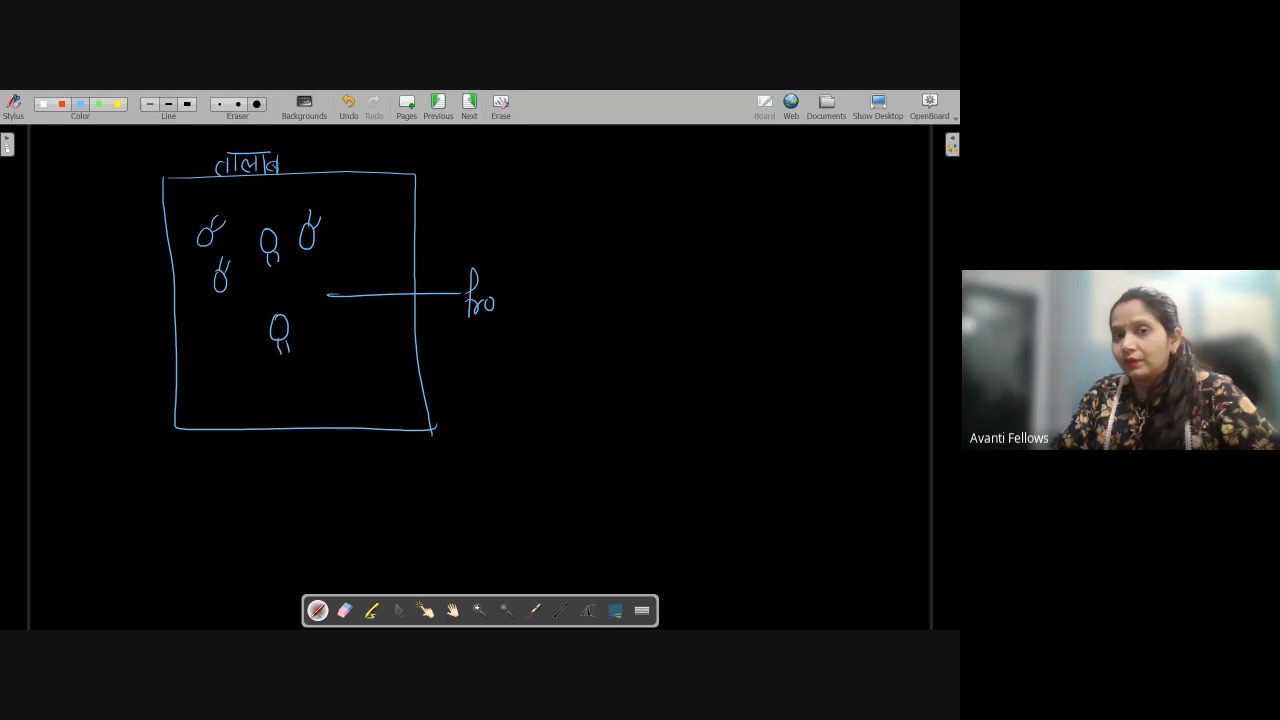 Stylus
Color
Line
Eraser
Backgrounds
Undo
Redo
Pages
Previous
Next
Erase
Board
Web
Documents
Show Desktop
OpenBoard
तालाब
fro
Avanti Fellows